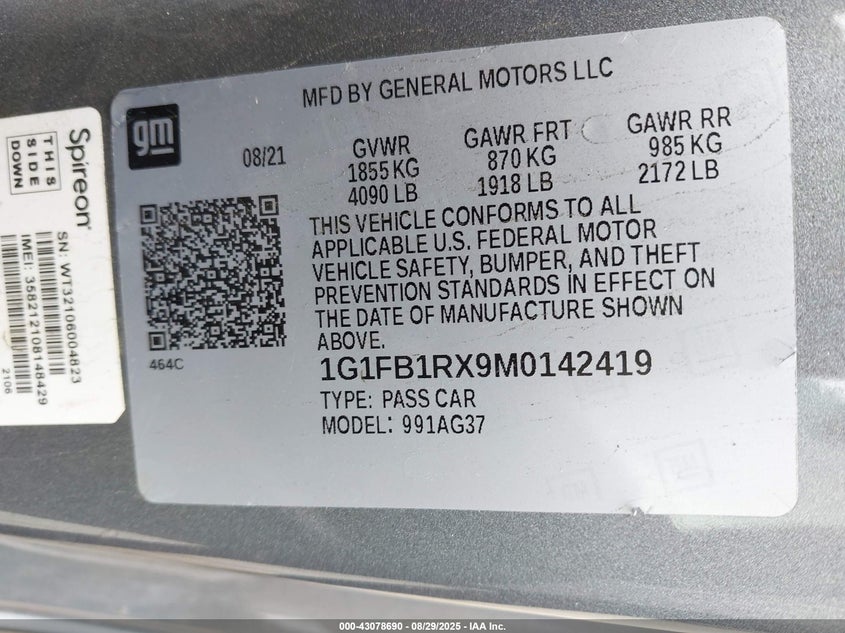 MFD BY GENERAL MOTORS LLC
gm
08/21
GVWR
1855 KG
4090 LB
GAWR FRT
870 KG
1918 LB
GAWR RR
985 KG
2172 LB
THIS VEHICLE CONFORMS TO ALL
APPLICABLE U.S. FEDERAL MOTOR
VEHICLE SAFETY, BUMPER, AND THEFT
PREVENTION STANDARDS IN EFFECT ON
THE DATE OF MANUFACTURE SHOWN
ABOVE.
464C
1G1FB1RX9M0142419
TYPE: PASS CAR
MODEL: 991AG37
Spireon
THIS
SIDE
DOWN
SN: WT32106004823
IMEI: 358212108148429
2106
000-43078690 - 08/29/2025 - IAA Inc.